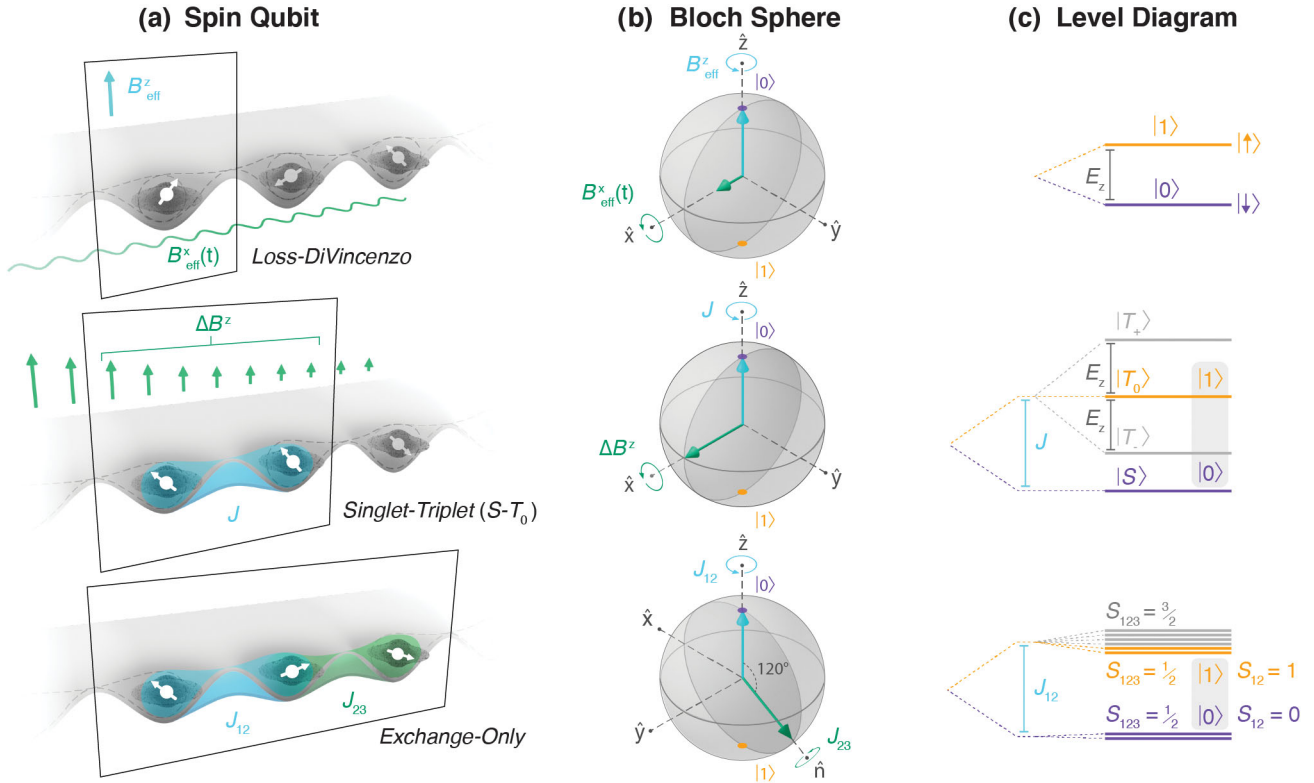 (a) Spin Qubit
(b) Bloch Sphere
(c) Level Diagram
B^z_eff
B^x_eff(t)
Loss-DiVincenzo
ẑ
B^z_eff
|0⟩
B^x_eff(t)
x̂
ŷ
|1⟩
|1⟩
|↑⟩
E_z
|0⟩
|↓⟩
ΔB^z
J
Singlet-Triplet (S-T_0)
ẑ
J
|0⟩
ΔB^z
x̂
ŷ
|1⟩
|T_+⟩
E_z
|T_0⟩
|1⟩
E_z
J
|T_-⟩
|S⟩
|0⟩
J_12
J_23
Exchange-Only
ẑ
J_12
|0⟩
x̂
120°
ŷ
J_23
n̂
|1⟩
S_123 = 3/2
J_12
S_123 = 1/2
|1⟩
S_12 = 1
S_123 = 1/2
|0⟩
S_12 = 0